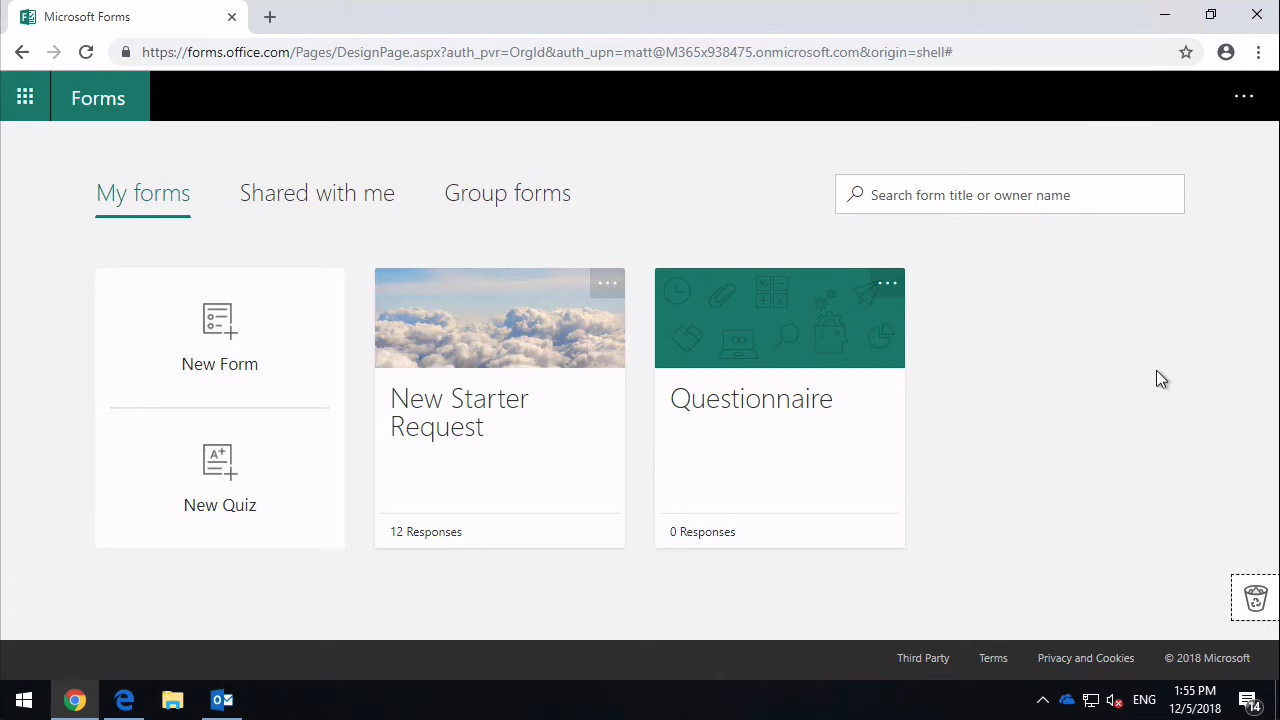 Microsoft Forms
https://forms.office.com/Pages/DesignPage.aspx?auth_pvr=OrgId&auth_upn=matt@M365x938475.onmicrosoft.com&origin=shell#
Forms
My forms
Shared with me
Group forms
Search form title or owner name
New Form
A+
New Quiz
New Starter
Request
12 Responses
Questionnaire
0 Responses
Third Party
Terms
Privacy and Cookies
© 2018 Microsoft
ENG
1:55 PM
12/5/2018
14